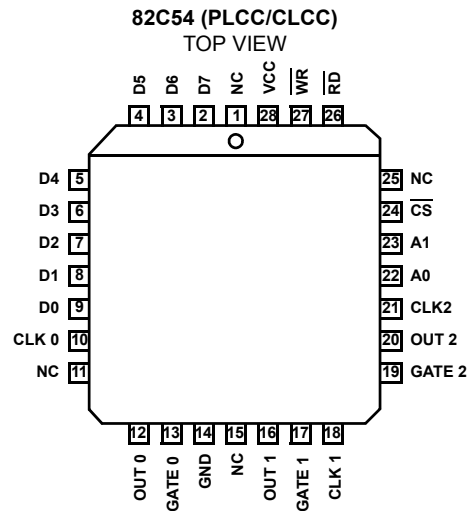 82C54 (PLCC/CLCC)
TOP VIEW
D5 D6 D7 NC VCC WR RD
4 3 2 1 28 27 26
D4 5 25 NC
D3 6 24 CS
D2 7 23 A1
D1 8 22 A0
D0 9 21 CLK2
CLK 0 10 20 OUT 2
NC 11 19 GATE 2
12 13 14 15 16 17 18
OUT 0 GATE 0 GND NC OUT 1 GATE 1 CLK 1